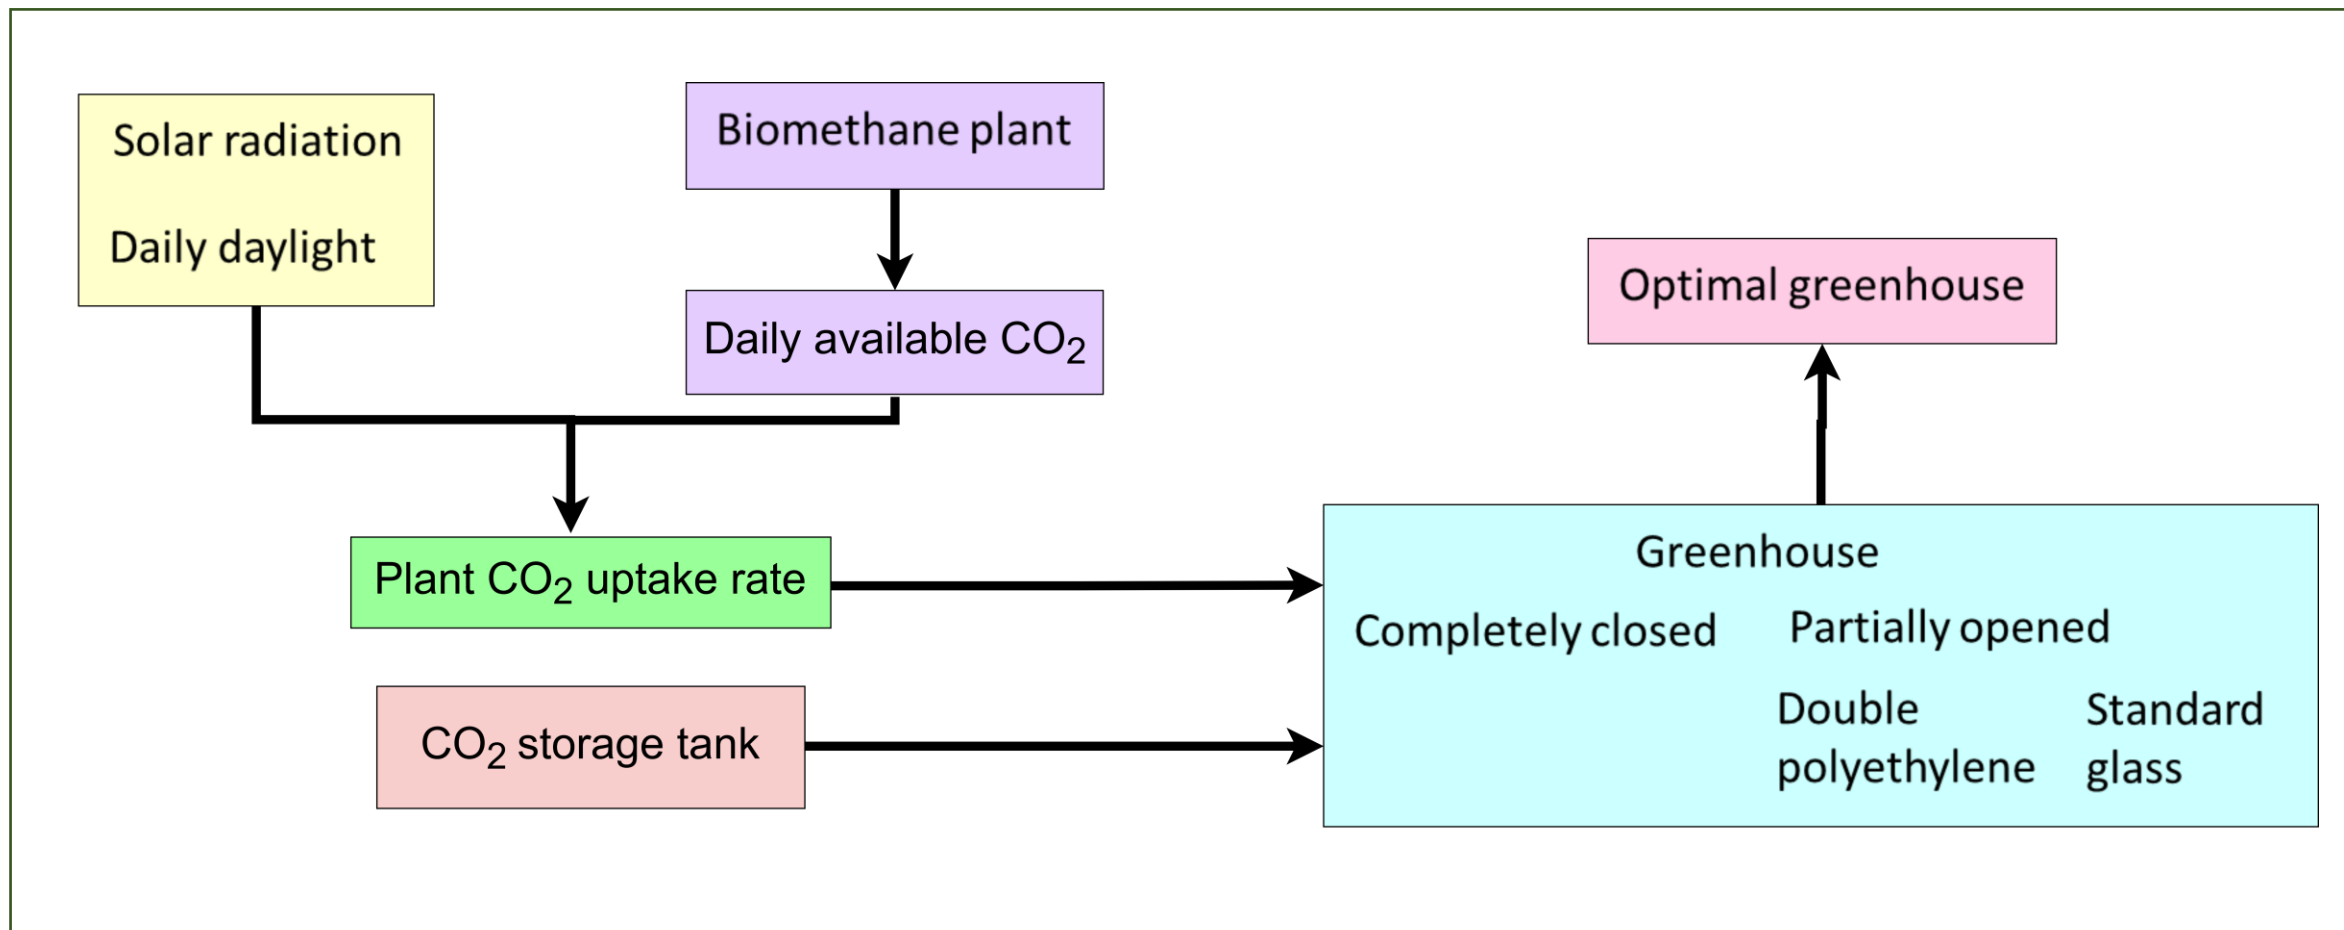 Solar radiation
Daily daylight
Biomethane plant
Daily available CO₂
Plant CO₂ uptake rate
CO₂ storage tank
Optimal greenhouse
Greenhouse
Completely closed
Partially opened
Double
polyethylene
Standard
glass